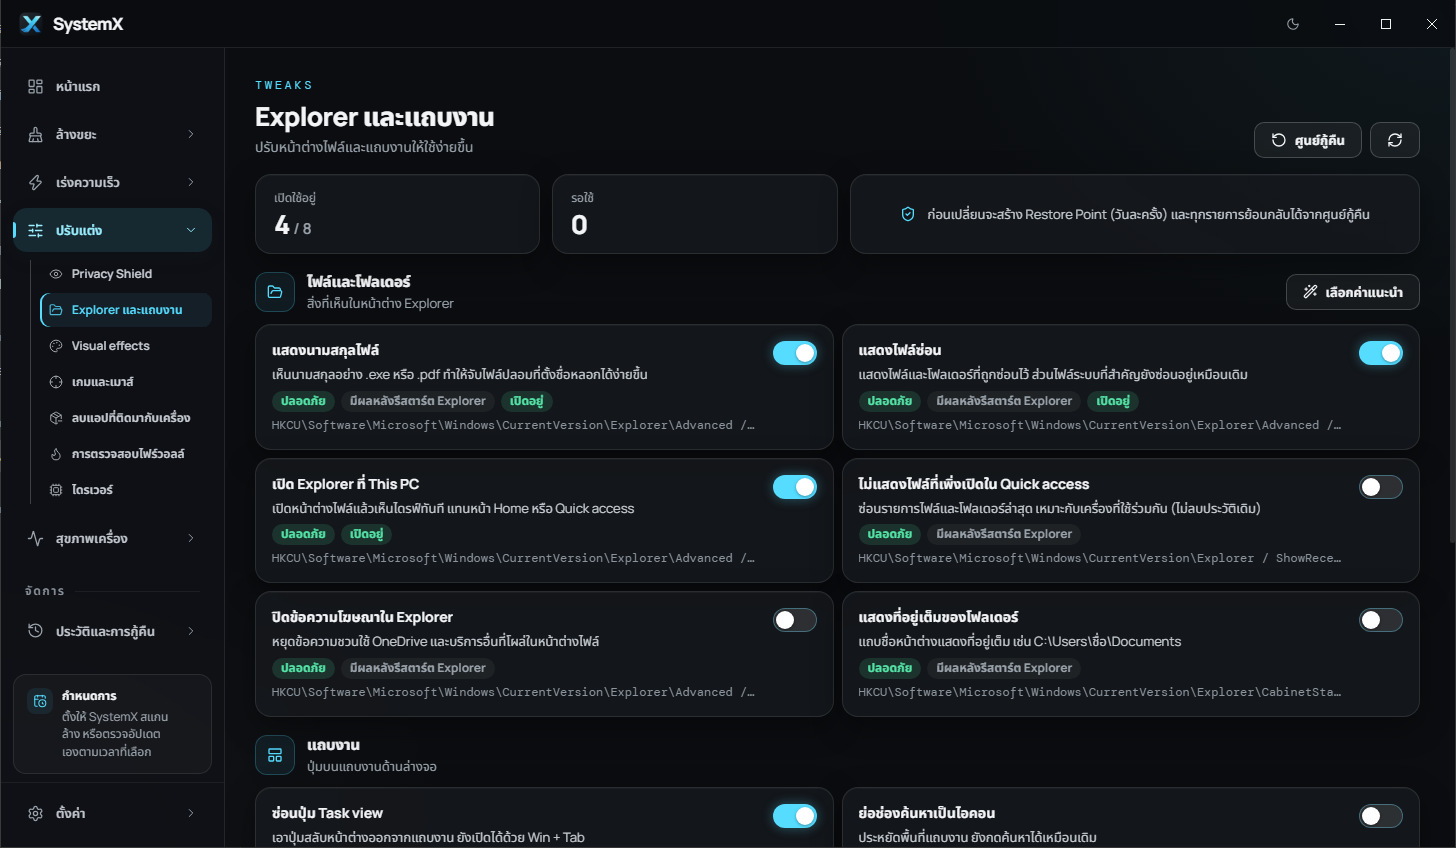 SystemX
หน้าแรก
ล้างขยะ
เร่งความเร็ว
ปรับแต่ง
Privacy Shield
Explorer และแถบงาน
Visual effects
เกมและเมาส์
ลบแอปที่ติดมากับเครื่อง
การตรวจสอบไฟร์วอลล์
ไดรเวอร์
สุขภาพเครื่อง
จัดการ
ประวัติและการกู้คืน
กำหนดการ
ตั้งให้ SystemX สแกน
ล้าง หรือตรวจอัปเดต
เองตามเวลาที่เลือก
ตั้งค่า
TWEAKS
Explorer และแถบงาน
ปรับหน้าต่างไฟล์และแถบงานให้ใช้ง่ายขึ้น
ศูนย์กู้คืน
เปิดใช้อยู่
4 / 8
รอใช้
0
ก่อนเปลี่ยนจะสร้าง Restore Point (วันละครั้ง) และทุกรายการย้อนกลับได้จากศูนย์กู้คืน
ไฟล์และโฟลเดอร์
สิ่งที่เห็นในหน้าต่าง Explorer
เลือกค่าแนะนำ
แสดงนามสกุลไฟล์
เห็นนามสกุลอย่าง .exe หรือ .pdf ทำให้จับไฟล์ปลอมที่ตั้งชื่อหลอกได้ง่ายขึ้น
ปลอดภัย มีผลหลังรีสตาร์ต Explorer เปิดอยู่
HKCU\Software\Microsoft\Windows\CurrentVersion\Explorer\Advanced /…
แสดงไฟล์ซ่อน
แสดงไฟล์และโฟลเดอร์ที่ถูกซ่อนไว้ ส่วนไฟล์ระบบที่สำคัญยังซ่อนอยู่เหมือนเดิม
ปลอดภัย มีผลหลังรีสตาร์ต Explorer เปิดอยู่
HKCU\Software\Microsoft\Windows\CurrentVersion\Explorer\Advanced /…
เปิด Explorer ที่ This PC
เปิดหน้าต่างไฟล์แล้วเห็นไดรฟ์ทันที แทนหน้า Home หรือ Quick access
ปลอดภัย เปิดอยู่
HKCU\Software\Microsoft\Windows\CurrentVersion\Explorer\Advanced /…
ไม่แสดงไฟล์ที่เพิ่งเปิดใน Quick access
ซ่อนรายการไฟล์และโฟลเดอร์ล่าสุด เหมาะกับเครื่องที่ใช้ร่วมกัน (ไม่ลบประวัติเดิม)
ปลอดภัย มีผลหลังรีสตาร์ต Explorer
HKCU\Software\Microsoft\Windows\CurrentVersion\Explorer / ShowRece…
ปิดข้อความโฆษณาใน Explorer
หยุดข้อความชวนใช้ OneDrive และบริการอื่นที่โผล่ในหน้าต่างไฟล์
ปลอดภัย มีผลหลังรีสตาร์ต Explorer
HKCU\Software\Microsoft\Windows\CurrentVersion\Explorer\Advanced /…
แสดงที่อยู่เต็มของโฟลเดอร์
แถบชื่อหน้าต่างแสดงที่อยู่เต็ม เช่น C:\Users\ชื่อ\Documents
ปลอดภัย มีผลหลังรีสตาร์ต Explorer
HKCU\Software\Microsoft\Windows\CurrentVersion\Explorer\CabinetSta…
แถบงาน
ปุ่มบนแถบงานด้านล่างจอ
ซ่อนปุ่ม Task view
เอาปุ่มสลับหน้าต่างออกจากแถบงาน ยังเปิดได้ด้วย Win + Tab
ย่อช่องค้นหาเป็นไอคอน
ประหยัดพื้นที่แถบงาน ยังกดค้นหาได้เหมือนเดิม